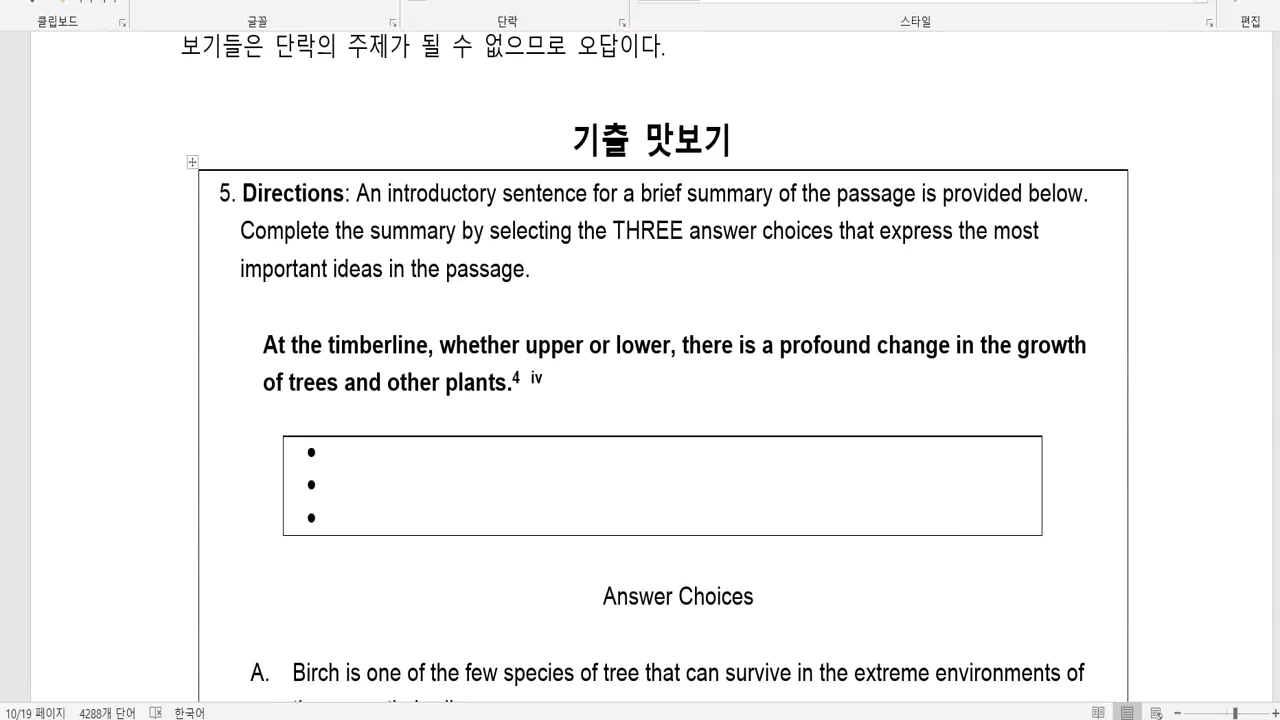 클립보드 글꼴 단락 스타일 편집
보기들은 단락의 주제가 될 수 없으므로 오답이다.
기출 맛보기
5. Directions: An introductory sentence for a brief summary of the passage is provided below.
Complete the summary by selecting the THREE answer choices that express the most
important ideas in the passage.
At the timberline, whether upper or lower, there is a profound change in the growth
of trees and other plants.4 iv
•
•
•
Answer Choices
A. Birch is one of the few species of tree that can survive in the extreme environments of
10/19 페이지 4288개 단어 한국어